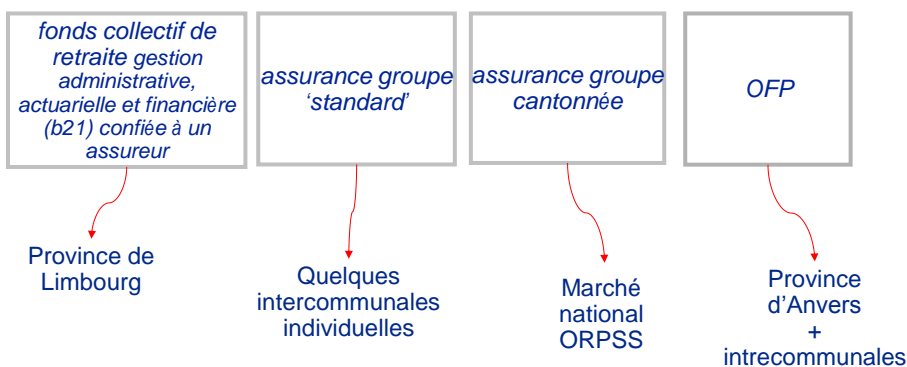 fonds collectif de
retraite gestion
administrative,
actuarielle et financière
(b21) confiée à un
assureur
assurance groupe
‘standard’
assurance groupe
cantonnée
OFP
Province de
Limbourg
Quelques
intercommunales
individuelles
Marché
national
ORPSS
Province
d’Anvers
+
intrecommunales